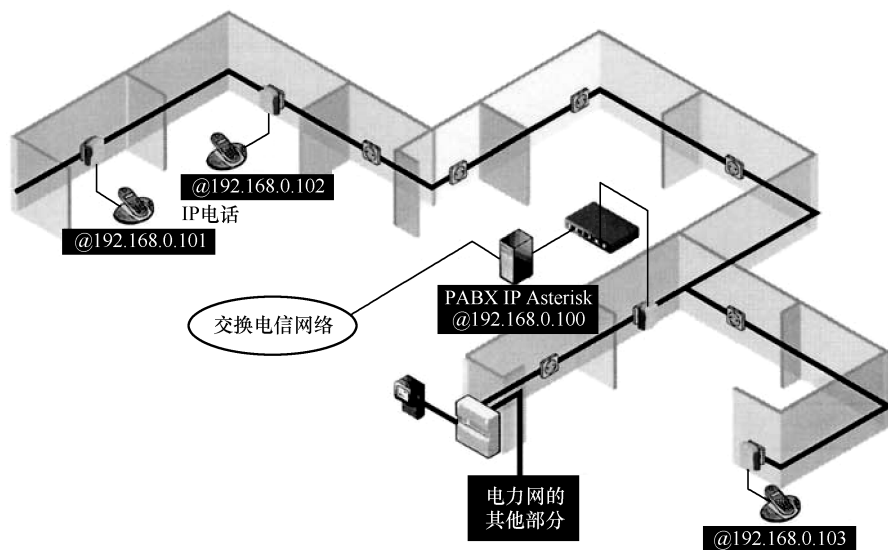 @192.168.0.102
IP电话
@192.168.0.101
PABX IP Asterisk
@192.168.0.100
交换电信网络
电力网的
其他部分
@192.168.0.103